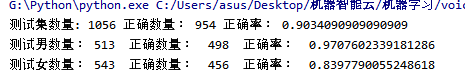 G:\Python\python.exe C:/Users/asus/Desktop/机器智能云/机器学习/voic
测试集数量: 1056 正确数量: 954 正确率: 0.9034090909090909
测试男数量: 513 正确数量: 498 正确率: 0.9707602339181286
测试女数量: 543 正确数量: 456 正确率: 0.8397790055248618